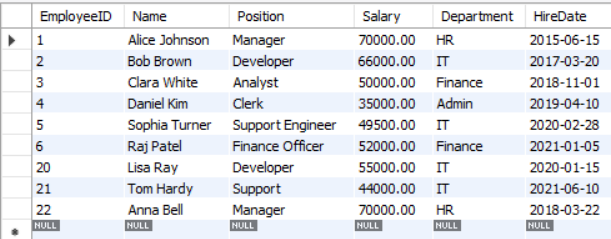 EmployeeID Name Position Salary Department HireDate
1 Alice Johnson Manager 70000.00 HR 2015-06-15
2 Bob Brown Developer 66000.00 IT 2017-03-20
3 Clara White Analyst 50000.00 Finance 2018-11-01
4 Daniel Kim Clerk 35000.00 Admin 2019-04-10
5 Sophia Turner Support Engineer 49500.00 IT 2020-02-28
6 Raj Patel Finance Officer 52000.00 Finance 2021-01-05
20 Lisa Ray Developer 55000.00 IT 2020-01-15
21 Tom Hardy Support 44000.00 IT 2021-06-10
22 Anna Bell Manager 70000.00 HR 2018-03-22
NULL NULL NULL NULL NULL NULL